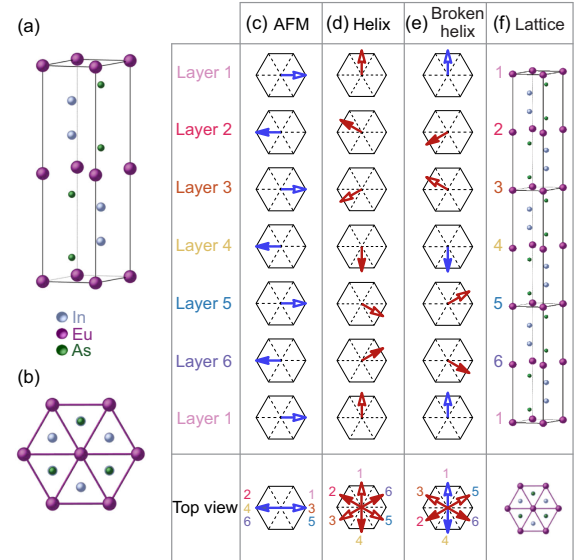 (a)
In
Eu
As
(b)
(c) AFM
(d) Helix
(e) Broken
helix
(f) Lattice
Layer 1
1
Layer 2
2
Layer 3
3
Layer 4
4
Layer 5
5
Layer 6
6
Layer 1
1
Top view
2 1
4 3
6 5
1
2 6
3 5
4
1
3 5
2 6
4